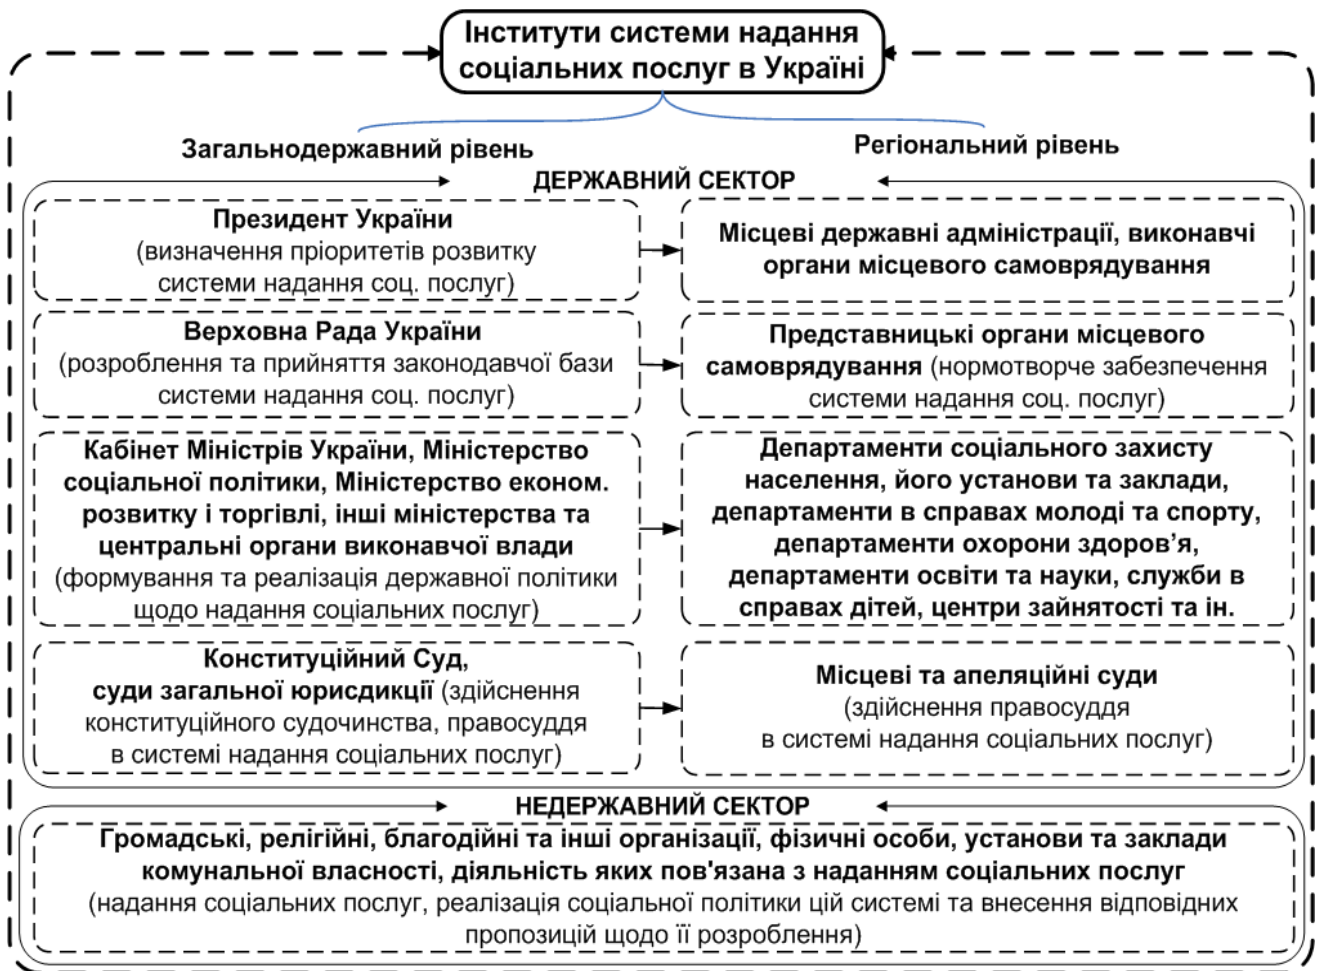 Інститути системи надання
соціальних послуг в Україні
Загальнодержавний рівень
Регіональний рівень
ДЕРЖАВНИЙ СЕКТОР
Президент України
(визначення пріоритетів розвитку
системи надання соц. послуг)
Місцеві державні адміністрації, виконавчі
органи місцевого самоврядування
Верховна Рада України
(розроблення та прийняття законодавчої бази
системи надання соц. послуг)
Представницькі органи місцевого
самоврядування (нормотворче забезпечення
системи надання соц. послуг)
Кабінет Міністрів України, Міністерство
соціальної політики, Міністерство економ.
розвитку і торгівлі, інші міністерства та
центральні органи виконавчої влади
(формування та реалізація державної політики
щодо надання соціальних послуг)
Департаменти соціального захисту
населення, його установи та заклади,
департаменти в справах молоді та спорту,
департаменти охорони здоров’я,
департаменти освіти та науки, служби в
справах дітей, центри зайнятості та ін.
Конституційний Суд,
суди загальної юрисдикції (здійснення
конституційного судочинства, правосуддя
в системі надання соціальних послуг)
Місцеві та апеляційні суди
(здійснення правосуддя
в системі надання соціальних послуг)
НЕДЕРЖАВНИЙ СЕКТОР
Громадські, релігійні, благодійні та інші організації, фізичні особи, установи та заклади
комунальної власності, діяльність яких пов'язана з наданням соціальних послуг
(надання соціальних послуг, реалізація соціальної політики цій системі та внесення відповідних
пропозицій щодо її розроблення)